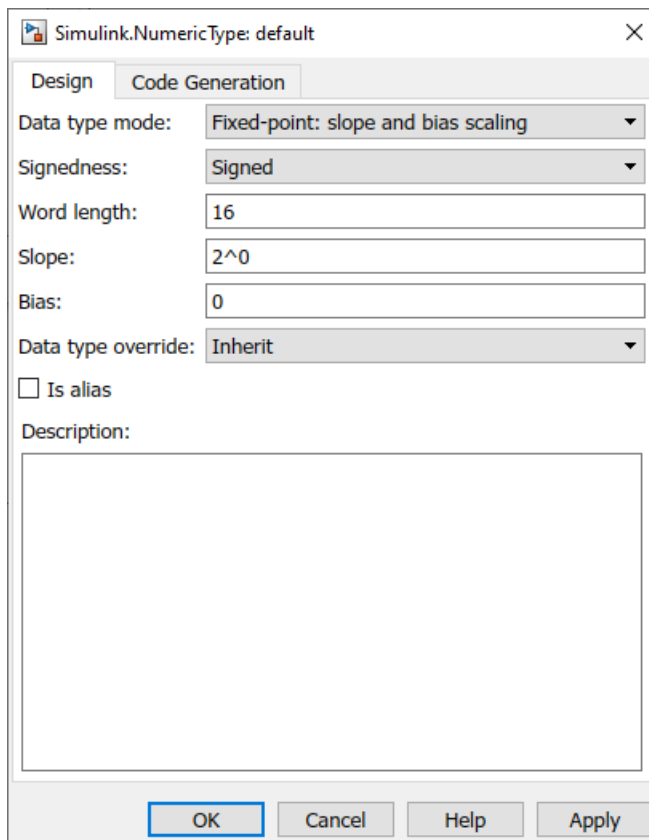 Simulink.NumericType: default
Design Code Generation
Data type mode: Fixed-point: slope and bias scaling
Signedness: Signed
Word length: 16
Slope: 2^0
Bias: 0
Data type override: Inherit
Is alias
Description:
OK Cancel Help Apply